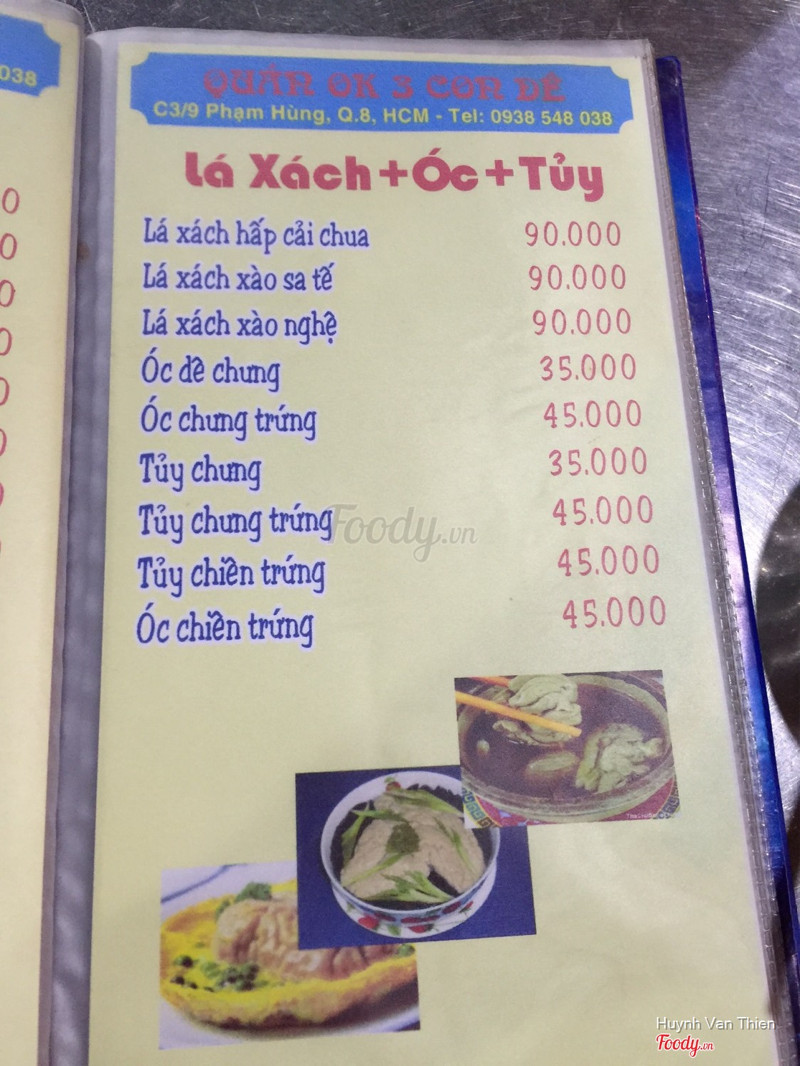 038
QUÁN OK 3 CON DÊ
C3/9 Phạm Hùng, Q.8, HCM - Tel: 0938 548 038
Lá Xách+Óc+Tủy
Lá xách hấp cải chua 90.000
Lá xách xào sa tế 90.000
Lá xách xào nghệ 90.000
Óc dê chưng 35.000
Óc chưng trứng 45.000
Tủy chưng 35.000
Tủy chưng trứng 45.000
Tủy chiên trứng 45.000
Óc chiên trứng 45.000
Foody.vn
Huynh Van Thien
Foody.vn